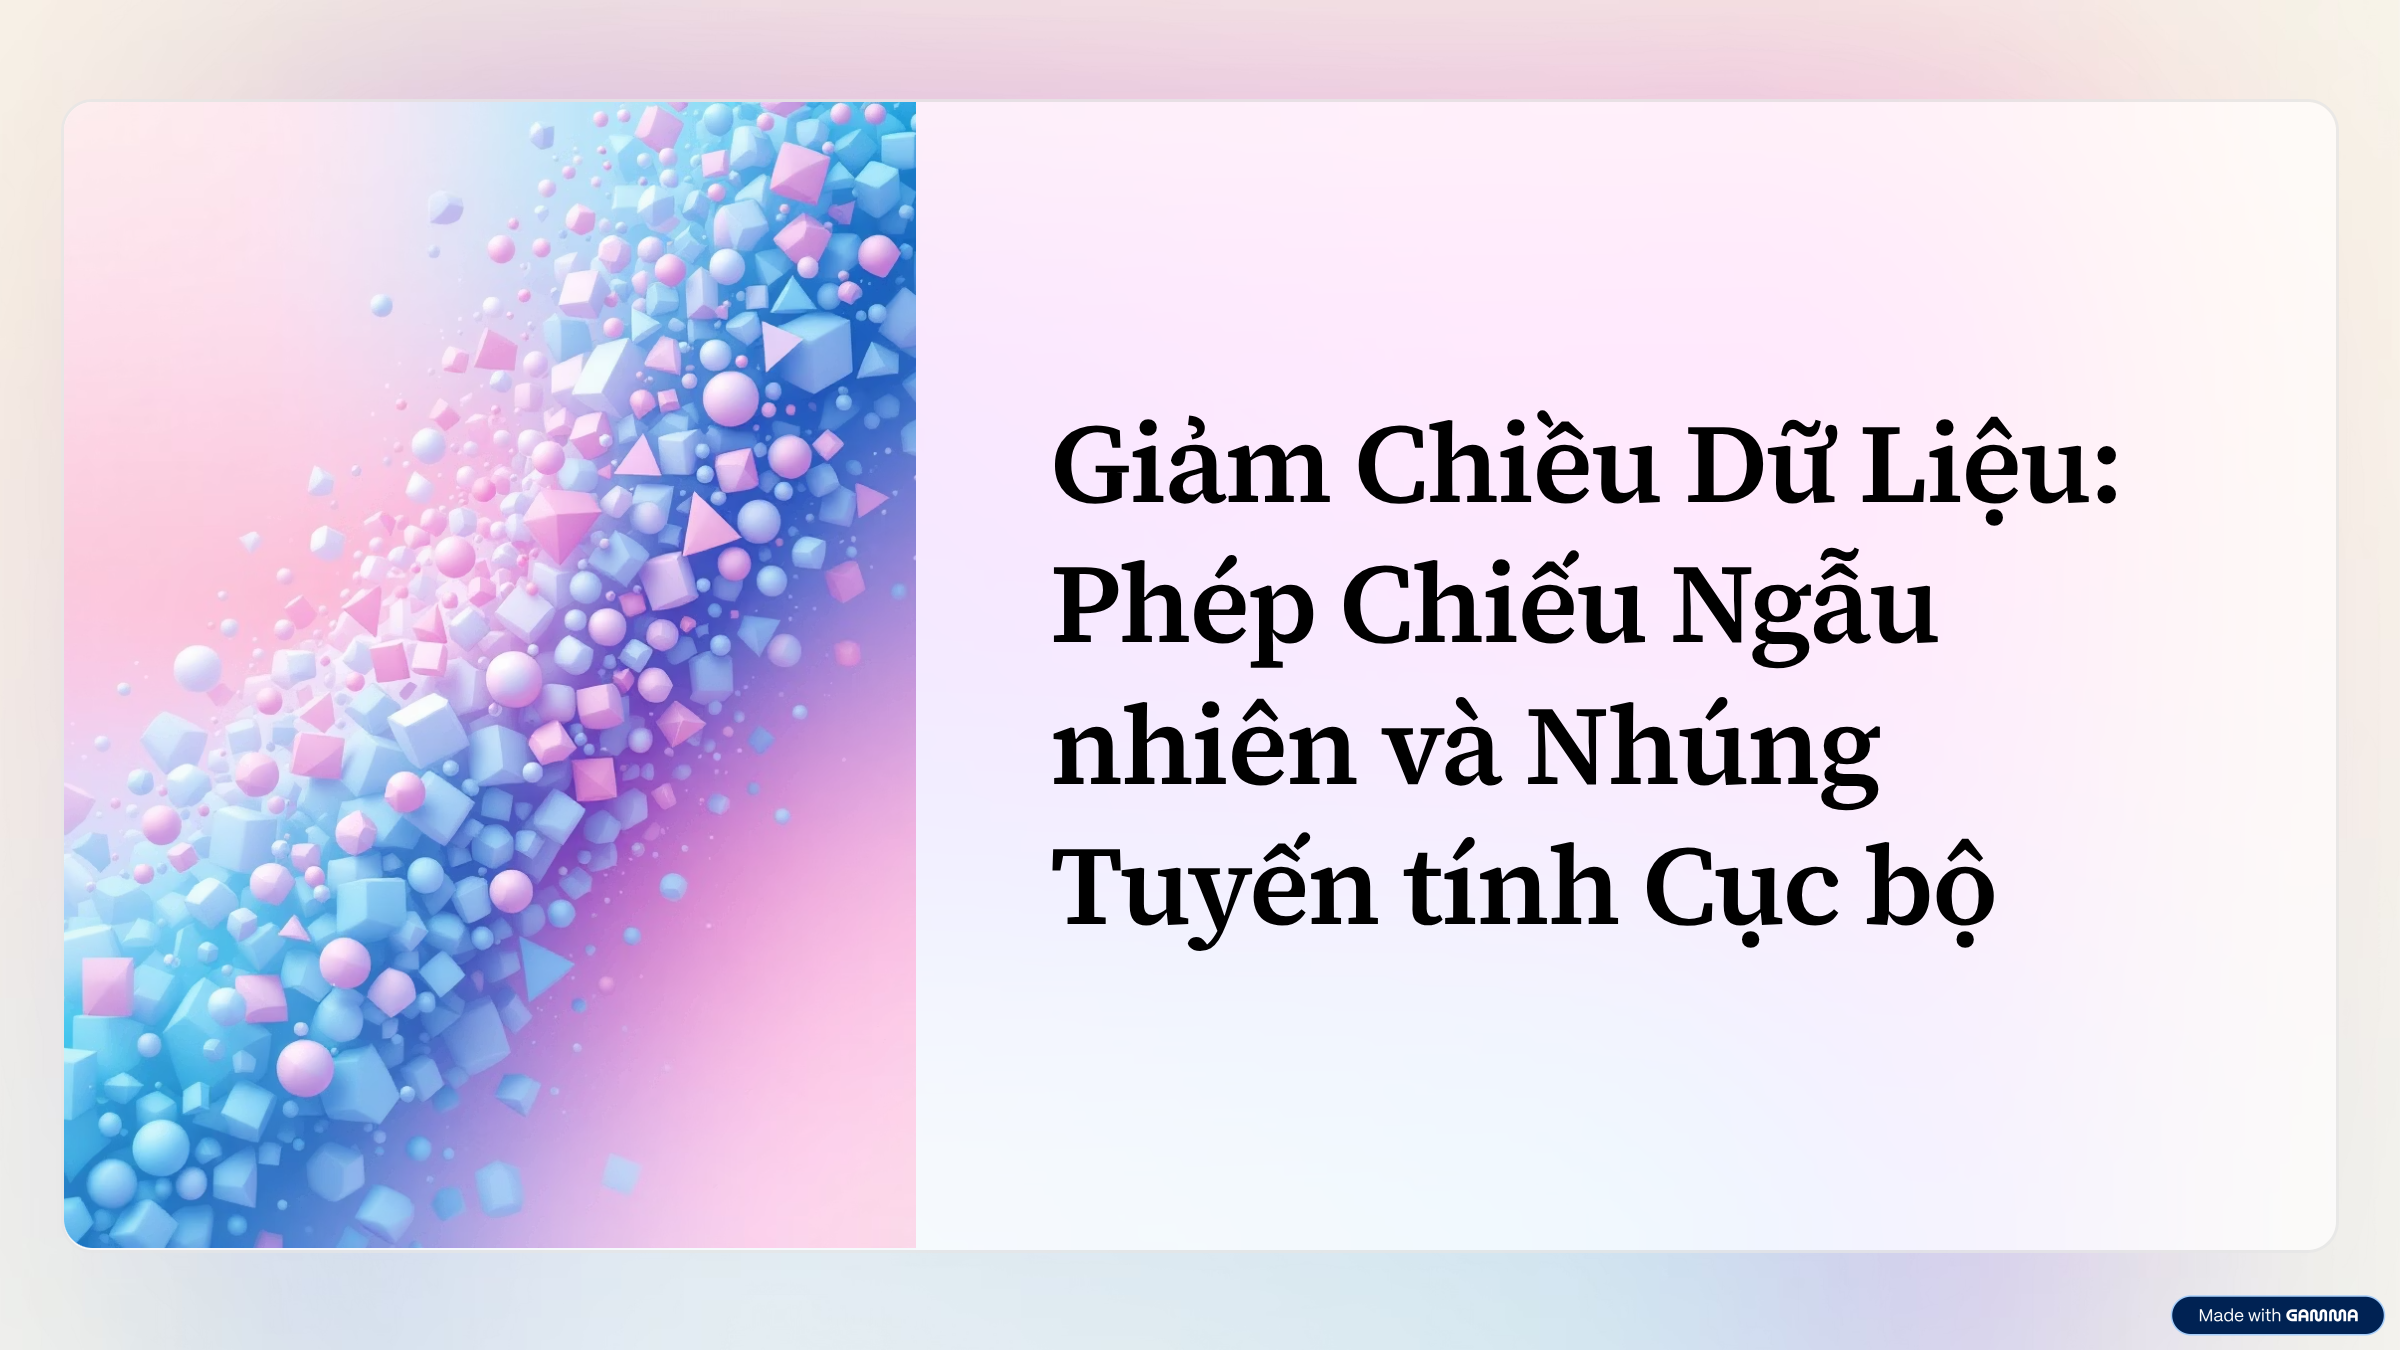 Giảm Chiều Dữ Liệu:
Phép Chiếu Ngẫu
nhiên và Nhúng
Tuyến tính Cục bộ
Made with GAMMA